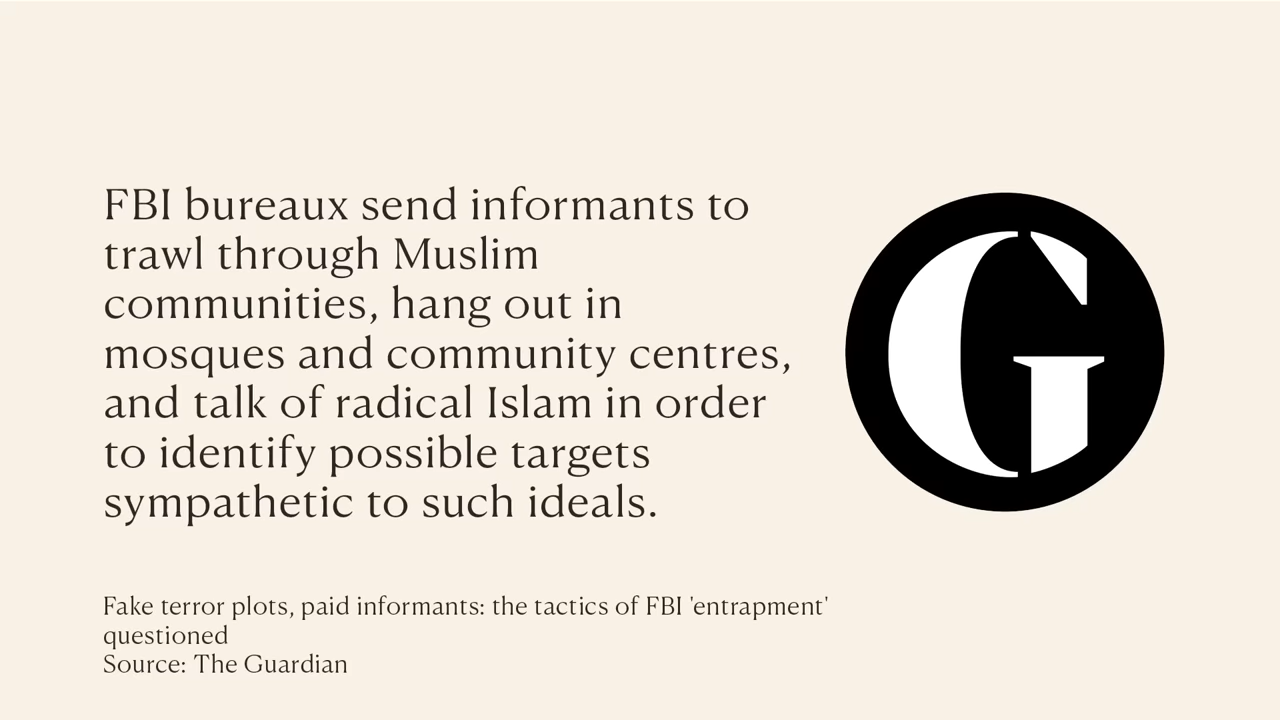 FBI bureaux send informants to
trawl through Muslim
communities, hang out in
mosques and community centres,
and talk of radical Islam in order
to identify possible targets
sympathetic to such ideals.
G
Fake terror plots, paid informants: the tactics of FBI 'entrapment'
questioned
Source: The Guardian